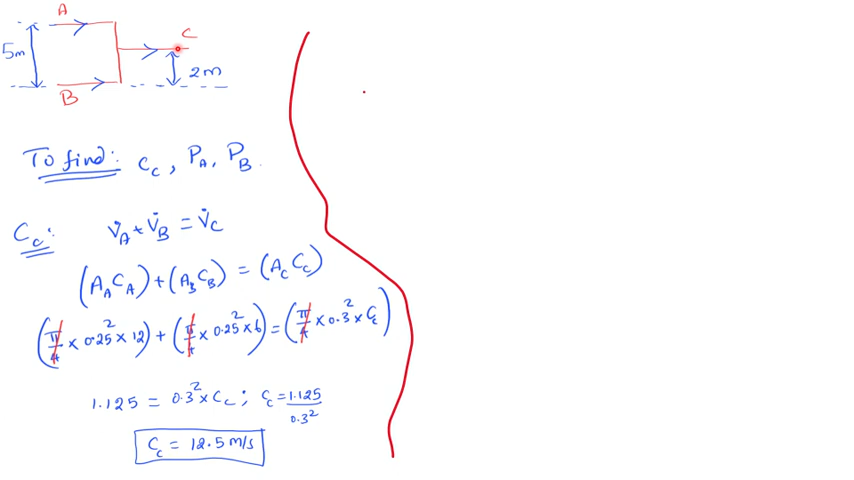 A
C
5m
2m
B
To find: C_C, P_A, P_B.
C_C: V̇_A + V̇_B = V̇_C
(A_A C_A) + (A_B C_B) = (A_C C_C)
(π/4 × 0.25² × 12) + (π/4 × 0.25² × 6) = (π/4 × 0.3² × C_C)
1.125 = 0.3² × C_C ; C_C = 1.125/0.3²
C_C = 12.5 m/s